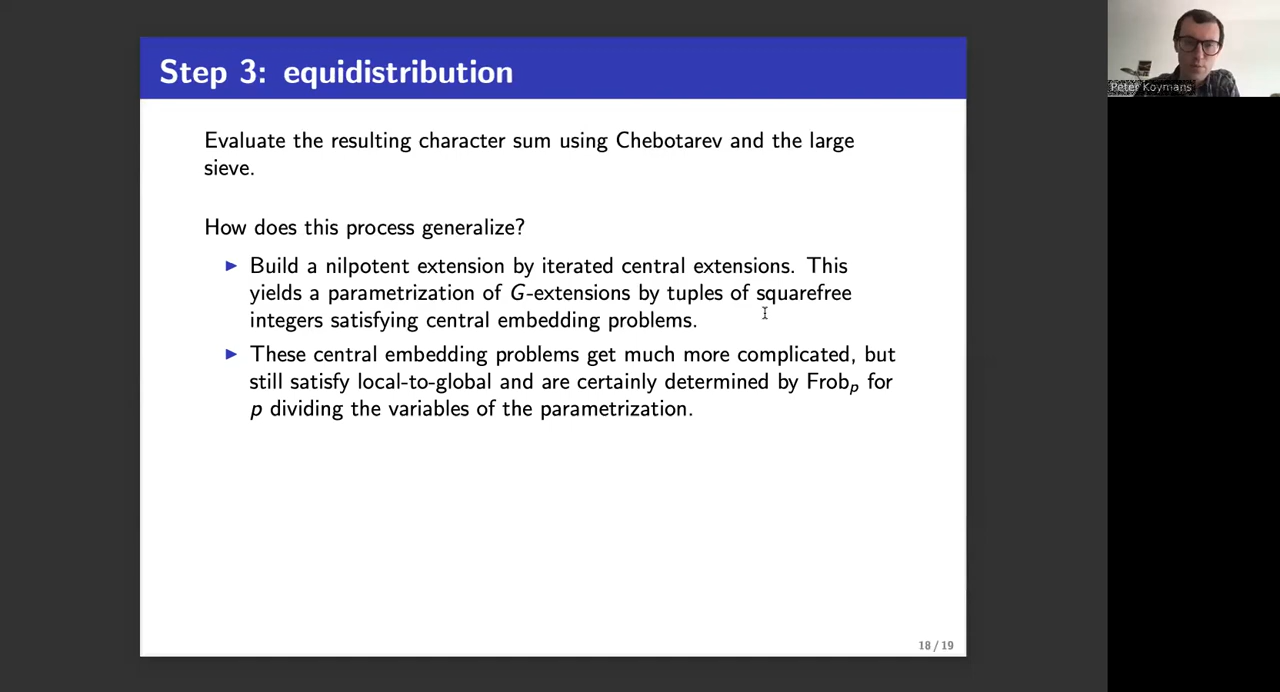 Step 3: equidistribution
Peter Koymans
Evaluate the resulting character sum using Chebotarev and the large
sieve.
How does this process generalize?
▶ Build a nilpotent extension by iterated central extensions. This
yields a parametrization of G-extensions by tuples of squarefree
integers satisfying central embedding problems.
▶ These central embedding problems get much more complicated, but
still satisfy local-to-global and are certainly determined by Frobₚ for
p dividing the variables of the parametrization.
18 / 19